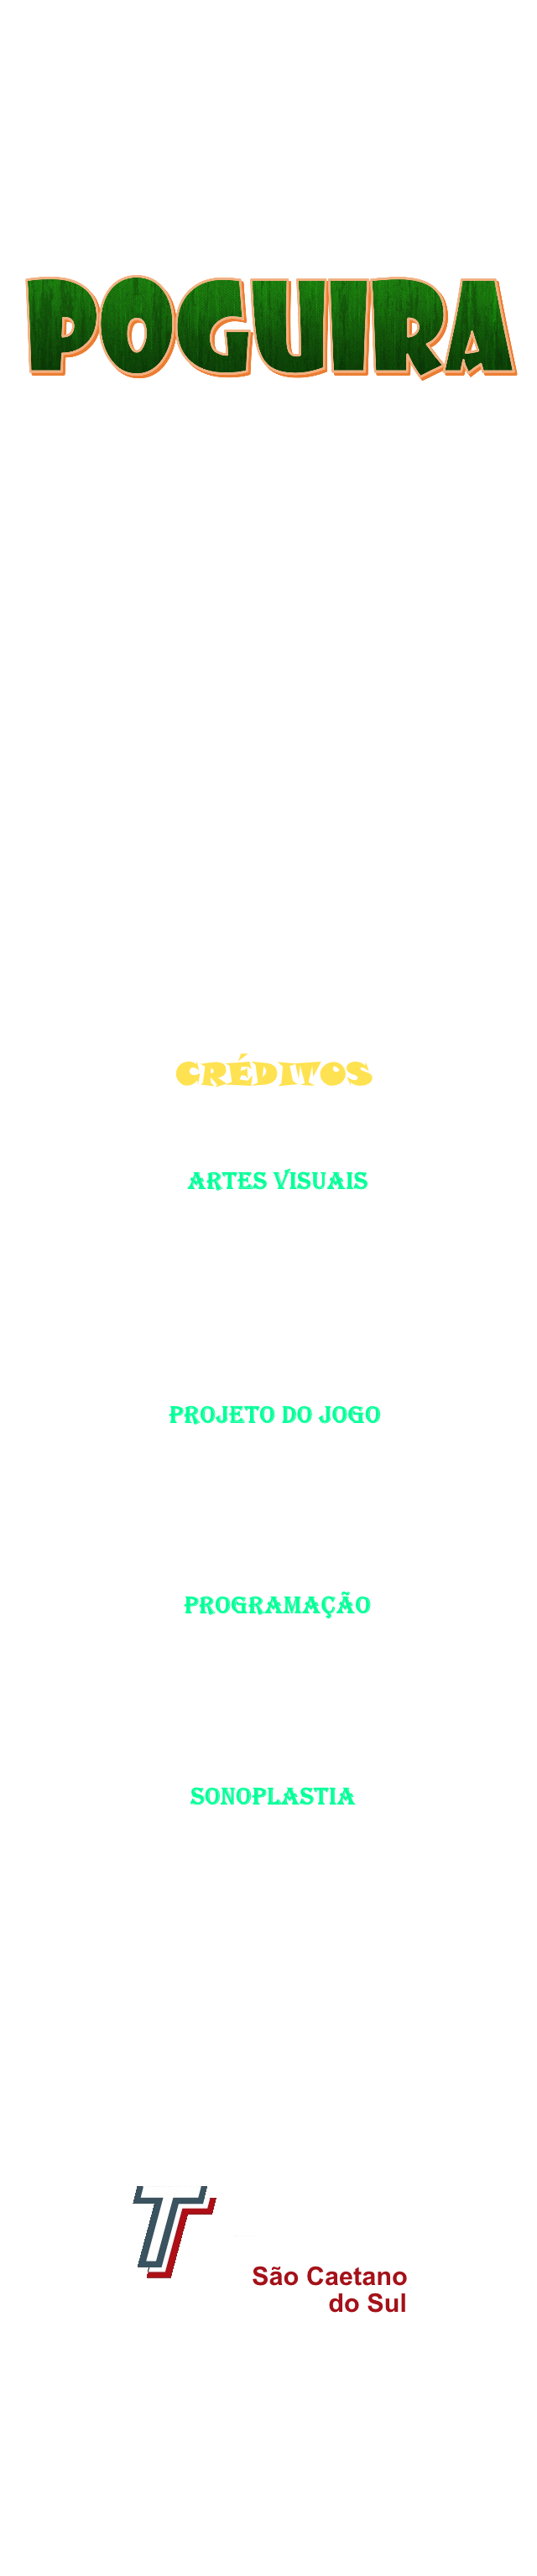 POGUIRA
CRÉDITOS
ARTES VISUAIS
PROJETO DO JOGO
PROGRAMAÇÃO
SONOPLASTIA
São Caetano
do Sul